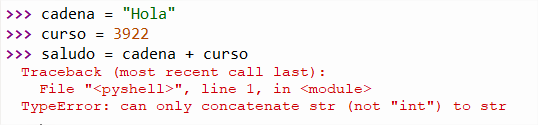 >>> cadena = "Hola"
>>> curso = 3922
>>> saludo = cadena + curso
Traceback (most recent call last):
File "<pyshell>", line 1, in <module>
TypeError: can only concatenate str (not "int") to str